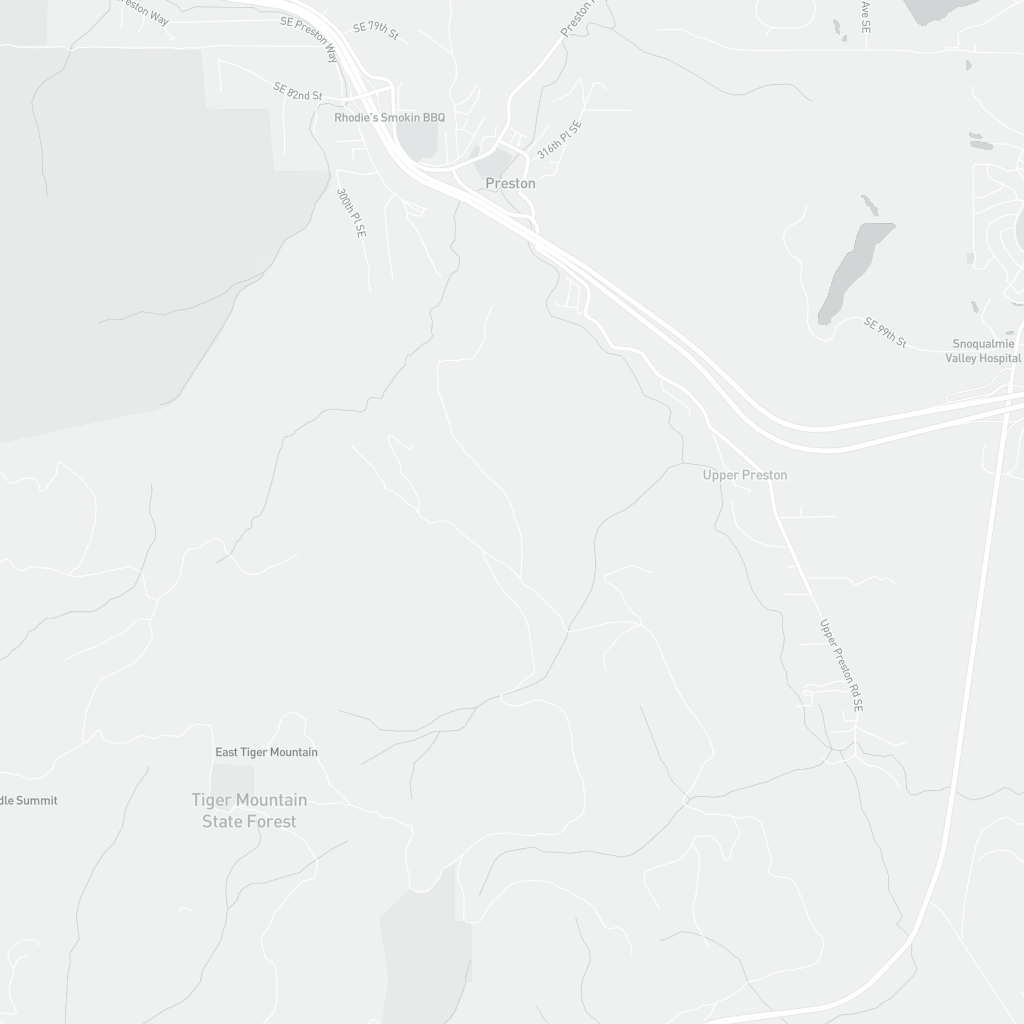 Preston Way
SE Preston Way
SE 79th St
Ave SE
SE 82nd St
Rhodie's Smokin BBQ
316th Pl SE
Preston
300th Pl SE
SE 99th St
Snoqualmie
Valley Hospital
Upper Preston
Upper Preston Rd SE
East Tiger Mountain
Tiger Mountain
State Forest
Summit